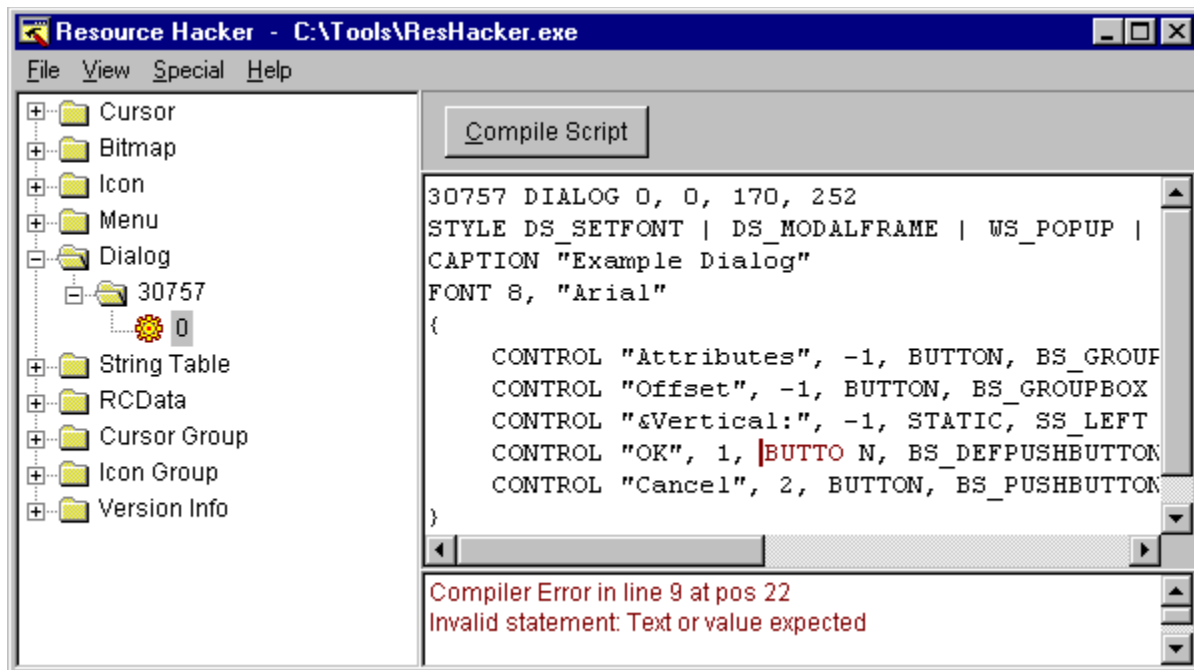 Resource Hacker - C:\Tools\ResHacker.exe
File View Special Help
Cursor
Bitmap
Icon
Menu
Dialog
30757
0
String Table
RCData
Cursor Group
Icon Group
Version Info
Compile Script
30757 DIALOG 0, 0, 170, 252
STYLE DS_SETFONT | DS_MODALFRAME | WS_POPUP |
CAPTION "Example Dialog"
FONT 8, "Arial"
{
CONTROL "Attributes", -1, BUTTON, BS_GROUP
CONTROL "Offset", -1, BUTTON, BS_GROUPBOX
CONTROL "&Vertical:", -1, STATIC, SS_LEFT
CONTROL "OK", 1, BUTTO N, BS_DEFPUSHBUTTON
CONTROL "Cancel", 2, BUTTON, BS_PUSHBUTTON
}
Compiler Error in line 9 at pos 22
Invalid statement: Text or value expected